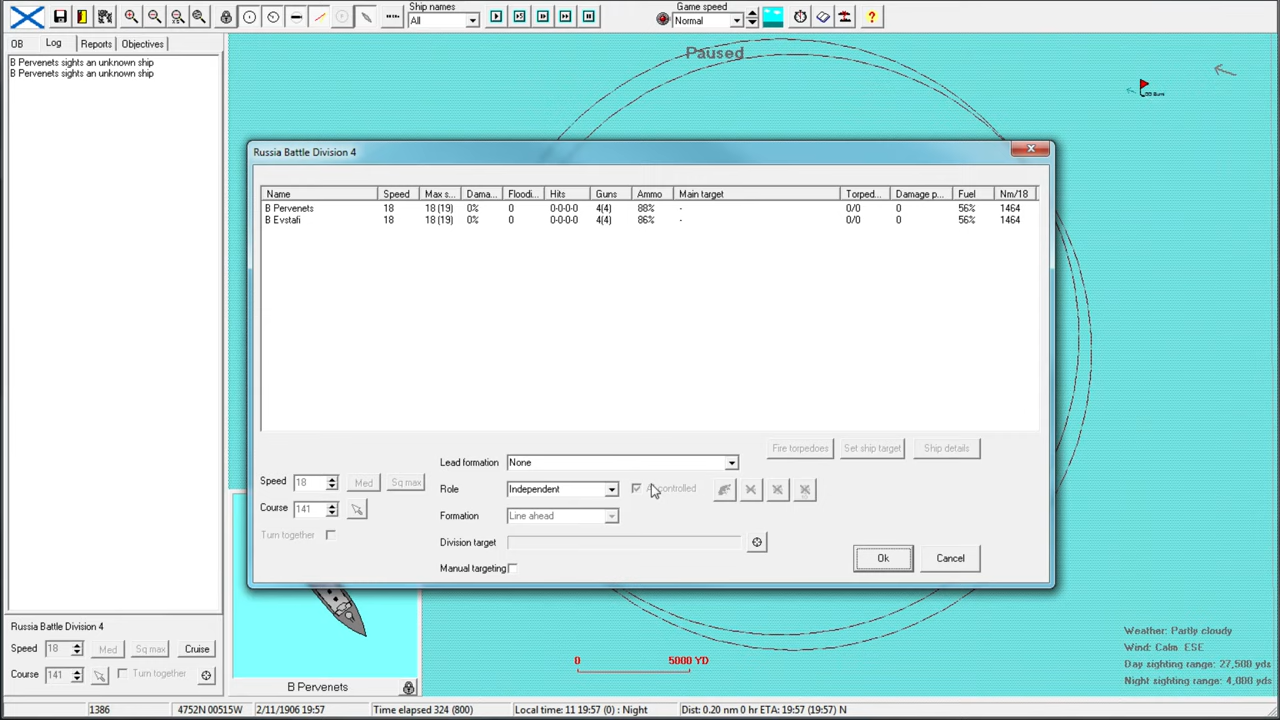 Ship names
All
Game speed
Normal
OB Log Reports Objectives
B Pervenets sights an unknown ship
B Pervenets sights an unknown ship
Paused
Russia Battle Division 4
Name Speed Max s... Dama... Floodi... Hits Guns Ammo Main target Torped... Damage p... Fuel Nm/18
B Pervenets 18 18 (19) 0% 0 0-0-0-0 4(4) 88% - 0/0 0 56% 1464
B Evstafi 18 18 (19) 0% 0 0-0-0-0 4(4) 86% - 0/0 0 56% 1464
Fire torpedoes Set ship target Ship details
Lead formation None
Speed 18 Med Sq max
Role Independent controlled
Course 141
Formation Line ahead
Turn together
Division target
Manual targeting
Ok Cancel
Russia Battle Division 4
Speed 18 Med Sq max Cruise
Course 141 Turn together
B Pervenets
0 5000 YD
Weather: Partly cloudy
Wind: Calm ESE
Day sighting range: 27,500 yds
Night sighting range: 4,000 yds
1386 4752N 00515W 2/11/1906 19:57 Time elapsed 324 (800) Local time: 11 19:57 (0) : Night Dist: 0.20 nm 0 hr ETA: 19:57 (19:57) N